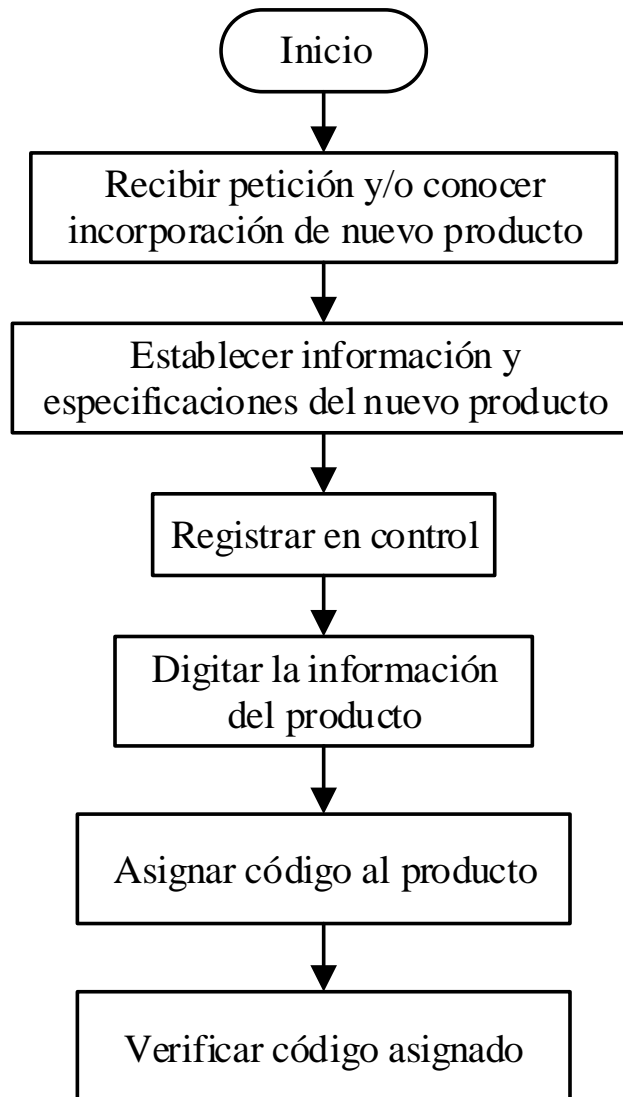 Inicio
Recibir petición y/o conocer
incorporación de nuevo producto
Establecer información y
especificaciones del nuevo producto
Registrar en control
Digitar la información
del producto
Asignar código al producto
Verificar código asignado